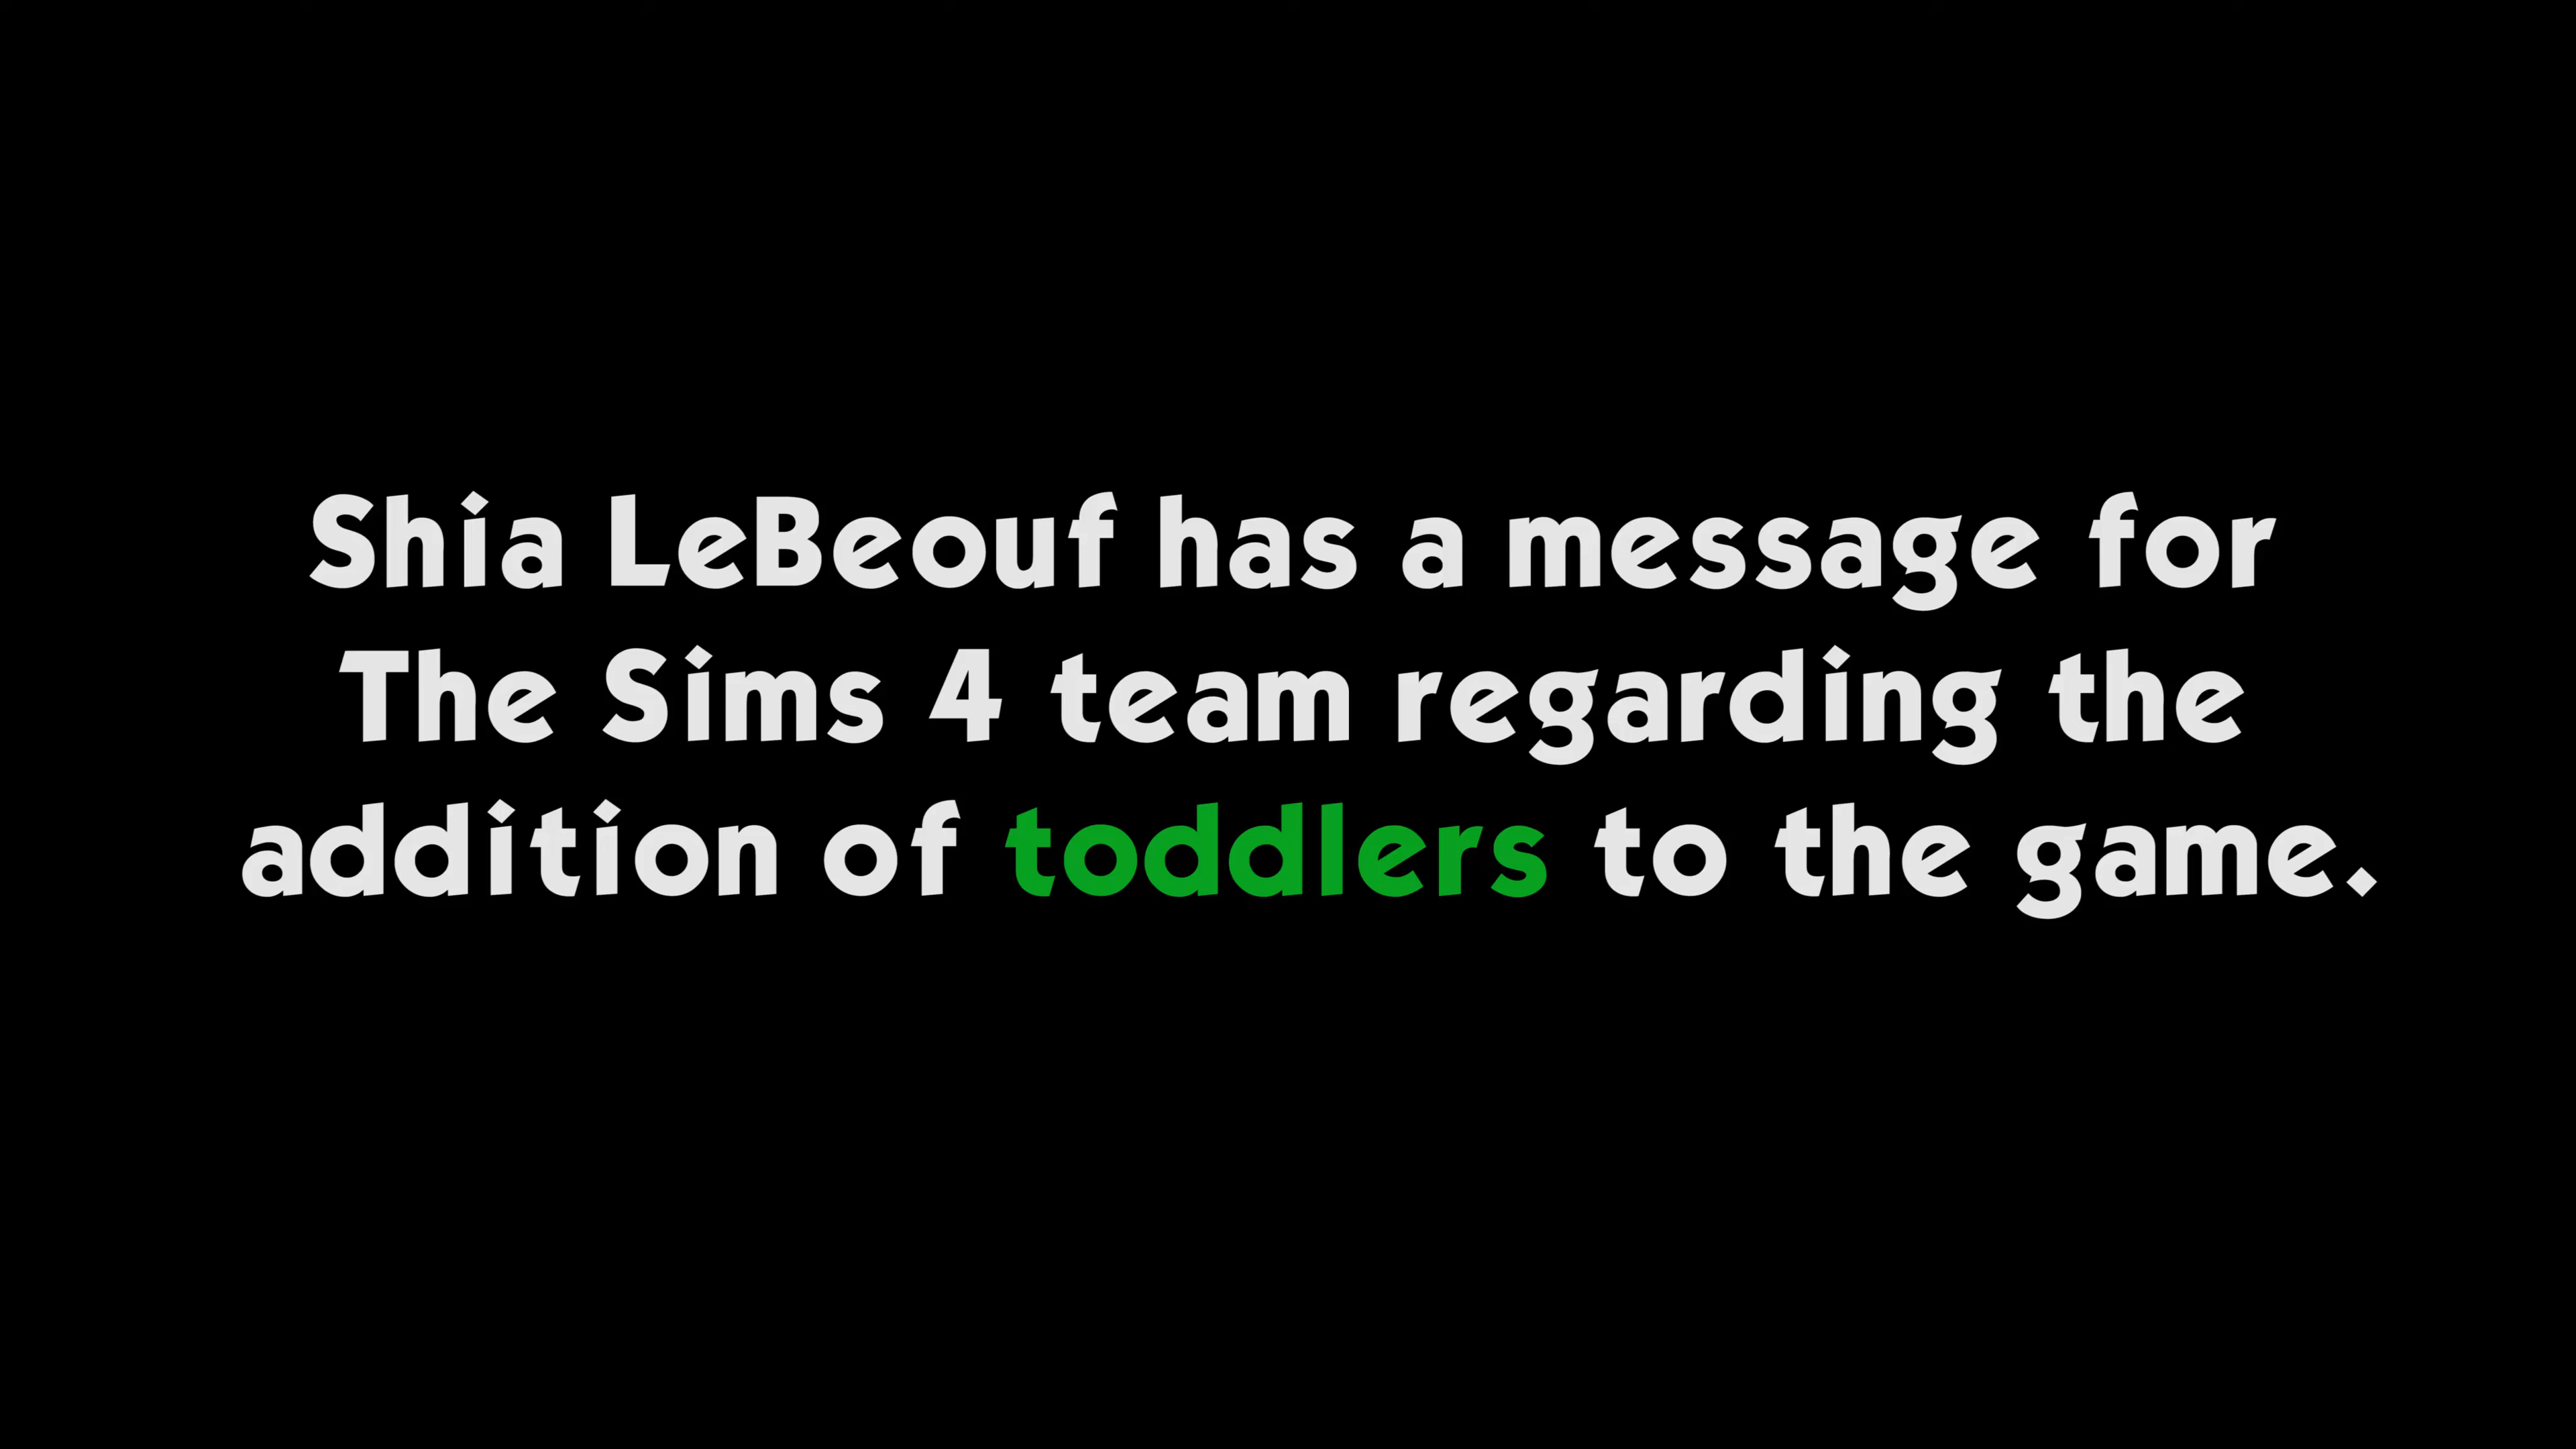 Shia LeBeouf has a message for
The Sims 4 team regarding the
addition of toddlers to the game.